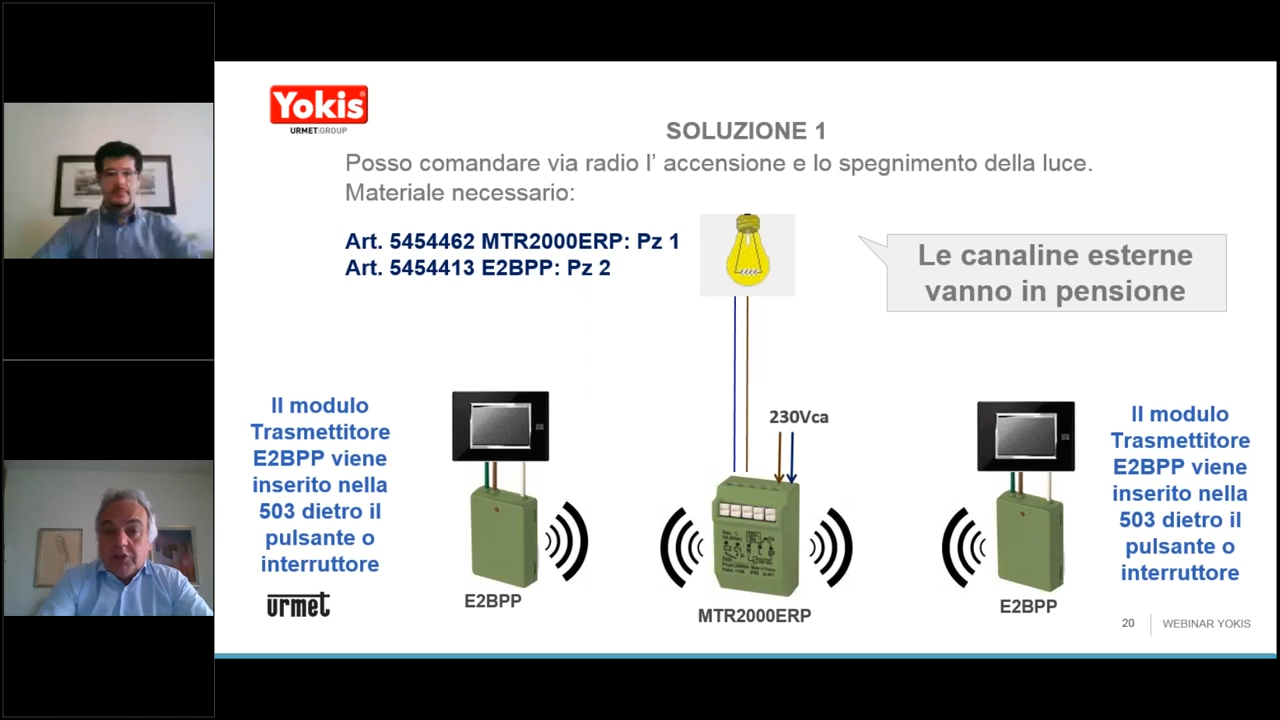 Yokis
URMET GROUP
SOLUZIONE 1
Posso comandare via radio l’ accensione e lo spegnimento della luce.
Materiale necessario:
Art. 5454462 MTR2000ERP: Pz 1
Art. 5454413 E2BPP: Pz 2
Le canaline esterne
vanno in pensione
Il modulo
Trasmettitore
E2BPP viene
inserito nella
503 dietro il
pulsante o
interruttore
230Vca
Il modulo
Trasmettitore
E2BPP viene
inserito nella
503 dietro il
pulsante o
interruttore
urmet
E2BPP
MTR2000ERP
E2BPP
20
WEBINAR YOKIS